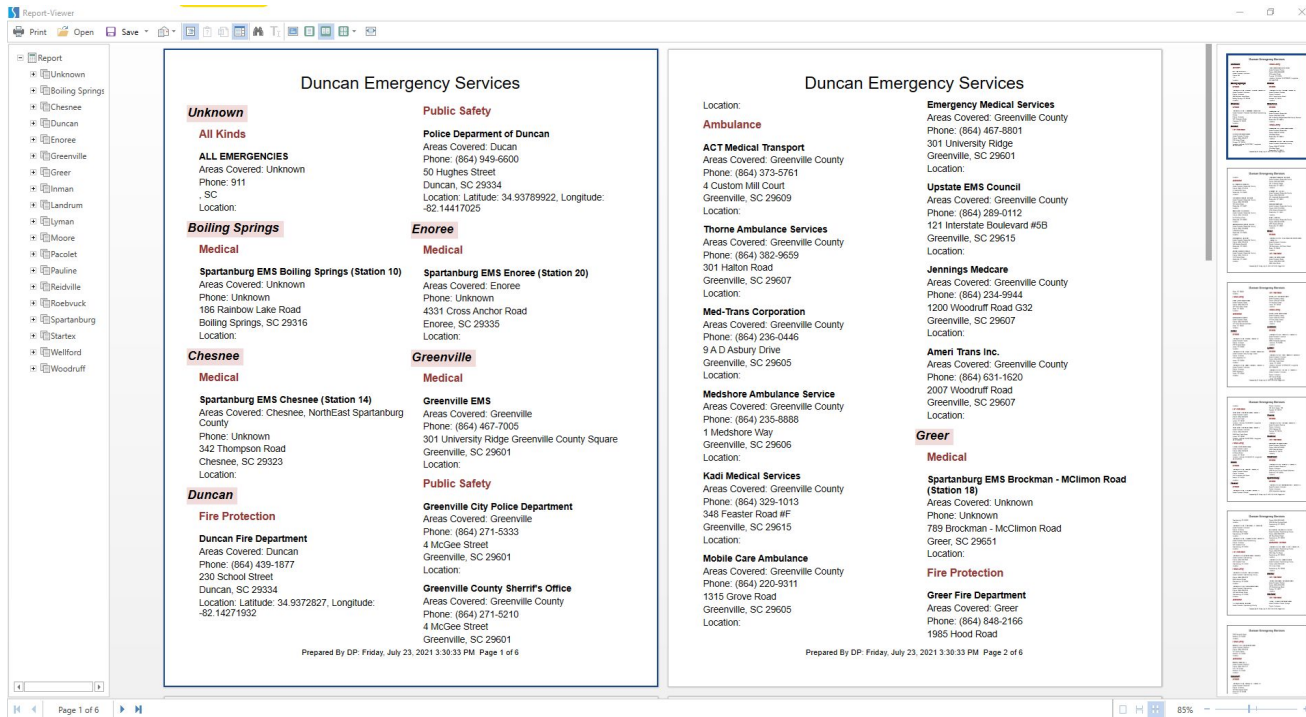 Report-Viewer
Print Open Save
Report
Unknown
Boiling Springs
Chesnee
Duncan
Enoree
Greenville
Greer
Inman
Landrum
Lyman
Moore
Pacolet
Pauline
Reidville
Roebvuck
Spartanburg
Startex
Wellford
Woodruff
Duncan Emergency Services
Unknown
All Kinds
ALL EMERGENCIES
Areas Covered: Unknown
Phone: 911
, SC
Location:
Boiling Springs
Medical
Spartanburg EMS Boiling Springs (Station 10)
Areas Covered: Unknown
Phone: Unknown
186 Rainbow Lake Road
Boiling Springs, SC 29316
Location:
Chesnee
Medical
Spartanburg EMS Chesnee (Station 14)
Areas Covered: Chesnee, NorthEast Spartanburg
County
Phone: Unknown
342 Thompson Road
Chesnee, SC 29323
Location:
Duncan
Fire Protection
Duncan Fire Department
Areas Covered: Duncan
Phone: (864) 439-1877
230 School Street
Duncan, SC 29334
Location: Latitude: 34.9372827, Longitude:
-82.14271932
Public Safety
Police Deparment of Duncan
Areas Covered: Ducan
Phone: (864) 949-6600
50 Hughes Street
Duncan, SC 29334
Location: Latitude: 34.93789922, Longitude:
-82.14417025
Enoree
Medical
Spartanburg EMS Enoree (Station 20)
Areas Covered: Enoree
Phone: Unknown
4331 Cross Anchor Road
Enoree, SC 29335
Location:
Greenville
Medical
Greenville EMS
Areas Covered: Greenville
Phone: (864) 467-7005
301 University Ridge Greenville County Square
Greenville, SC 29601
Location:
Public Safety
Greenville City Police Department
Areas Covered: Greenville
Phone: (864) 271-5333
4 McGee Street
Greenville, SC 29601
Location:
Greenville County Sherrif's Office
Areas Covered: Greenville County
Phone: (864) 271-5210
4 McGee Street
Greenville, SC 29601
Prepared By DP: Friday, July 23, 2021 3:30:33 PM Page 1 of 6
Duncan Emergency Services
Location:
Ambulance
ACT Medical Transport
Areas Covered: Greenville County
Phone: (864) 373-5761
4 Custom Mill Court
Greenville, SC 29609
Location:
Thorne Ambulance Services
Areas Covered: Greenville County
Phone: (864) 382-9659
301 Halton Road
Greenville, SC 29607
Location:
Med-Trans Corporation
Areas Covered: Greenville County
Phone: (864) 236-0446
9 A D Asbury Drive
Greenville, SC 29605
Location:
Medshore Ambulance Service
Areas Covered: Greenville County
Phone: (864) 235-8888
1 Medshore Way
Greenville, SC 29606
Location:
Kadi Medical Services
Areas Covered: Greenville County
Phone: (864) 329-1013
348 Feaster Road #F
Greenville, SC 29615
Location:
Mobile Care Ambulance
Areas Covered: Greenville County
Phone: (864) 220-9311
1315 Grove Road
Greenville, SC 29605
Location:
Emergency Medical Services
Areas Covered: Greenville County
Phone: (864) 467-8801
301 University Ridge
Greenville, SC 29601
Location:
Upstate EMS Council
Areas Covered: Greenville County
Phone: (864) 289-0112
121 Interstate Boulevard #5B
Greenville, SC 29615
Location:
Jennings Medcare
Areas Covered: Greenville County
Phone: (864) 234-9944
1200 Woodruff Road G32
Greenville, SC 29607
Location:
Ameri Trans Inc.
Areas Covered: Greenville County
Phone: (864) 631-1620
2007 Woodruff Road
Greenville, SC 29607
Location:
Greer
Medical
Spartanburg EMS Brockman - MClimon Road
(Station 18)
Areas Covered: Unknown
Phone: Unknown
789 Brockman - McClimon Road
Greer, SC 29651
Location:
Fire Protection
Greer Fire Department
Areas Covered: Greer
Phone: (864) 848-2166
1985 Hood Road
Prepared By DP: Friday, July 23, 2021 3:30:33 PM Page 2 of 6
Page 1 of 6
85%